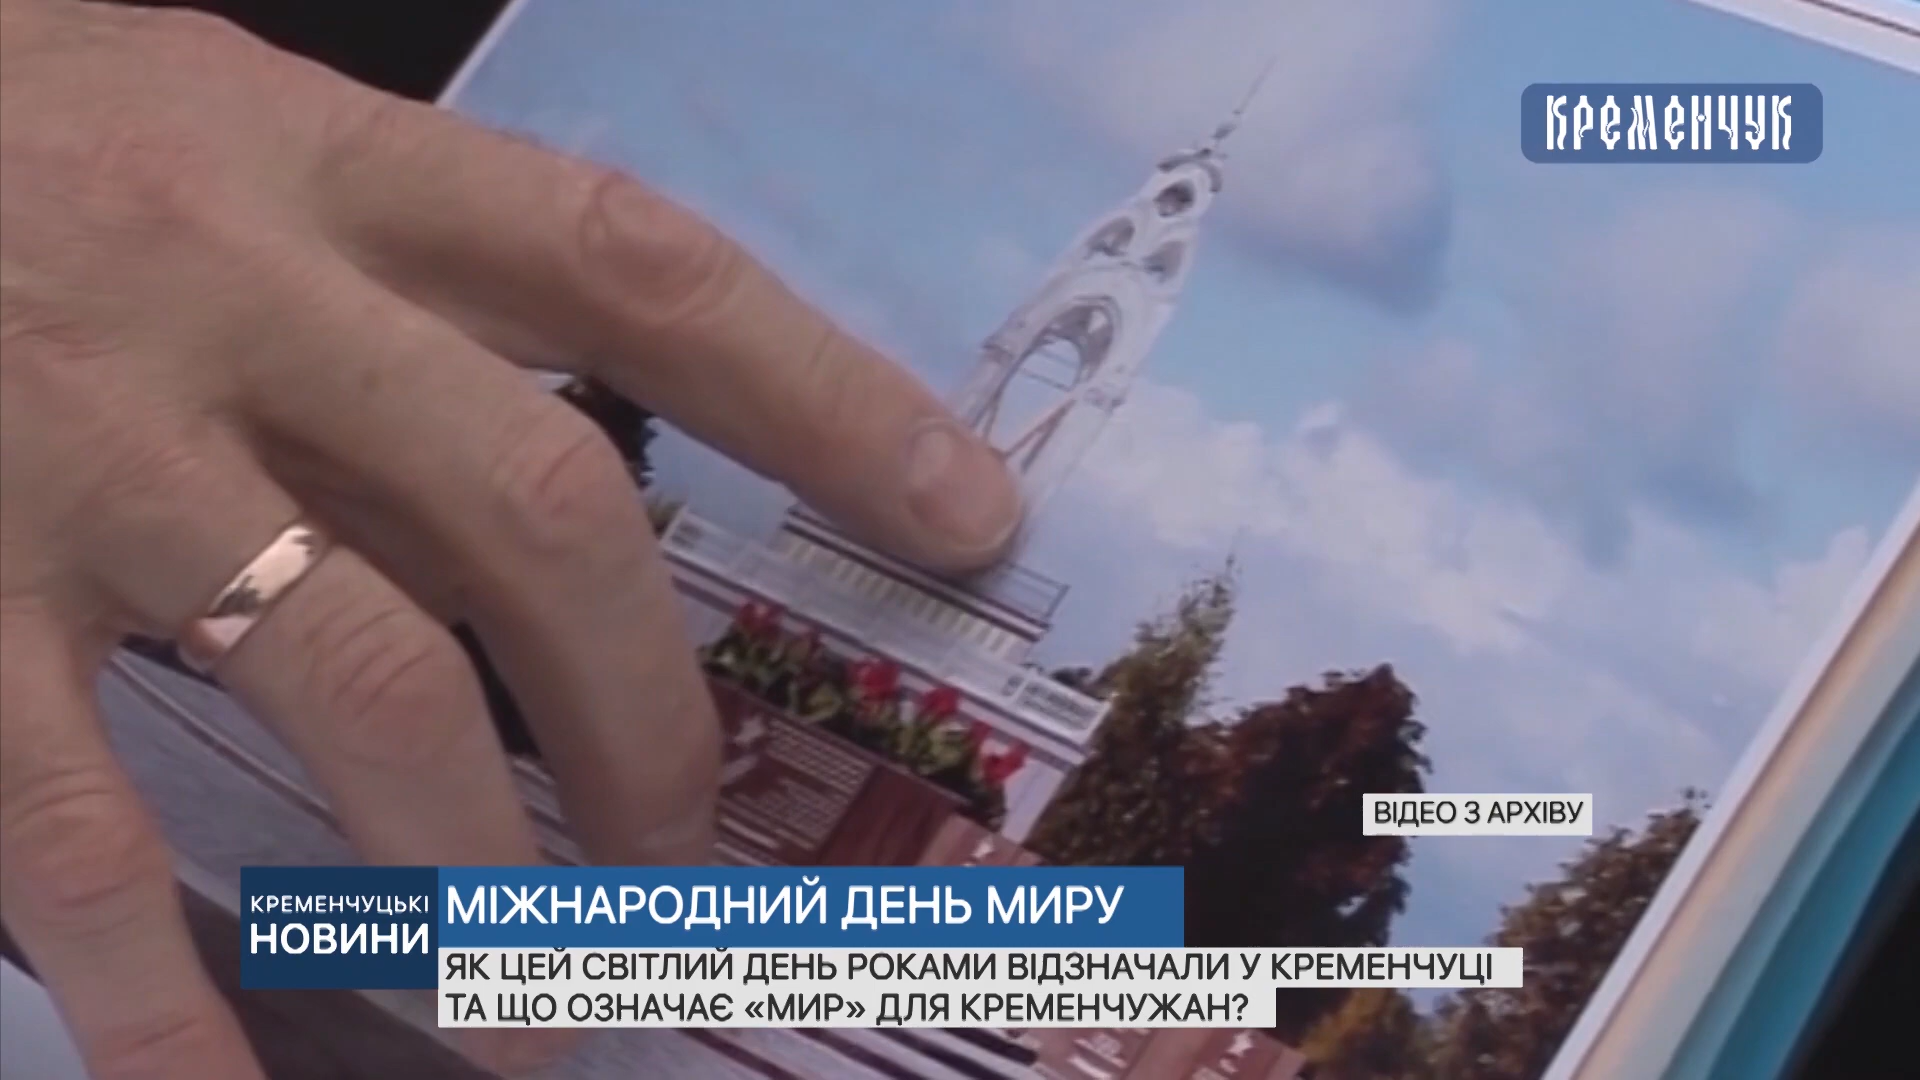 КРЕМЕНЧУК
ВІДЕО З АРХІВУ
КРЕМЕНЧУЦЬКІ
НОВИНИ
МІЖНАРОДНИЙ ДЕНЬ МИРУ
ЯК ЦЕЙ СВІТЛИЙ ДЕНЬ РОКАМИ ВІДЗНАЧАЛИ У КРЕМЕНЧУЦІ
ТА ЩО ОЗНАЧАЄ «МИР» ДЛЯ КРЕМЕНЧУЖАН?